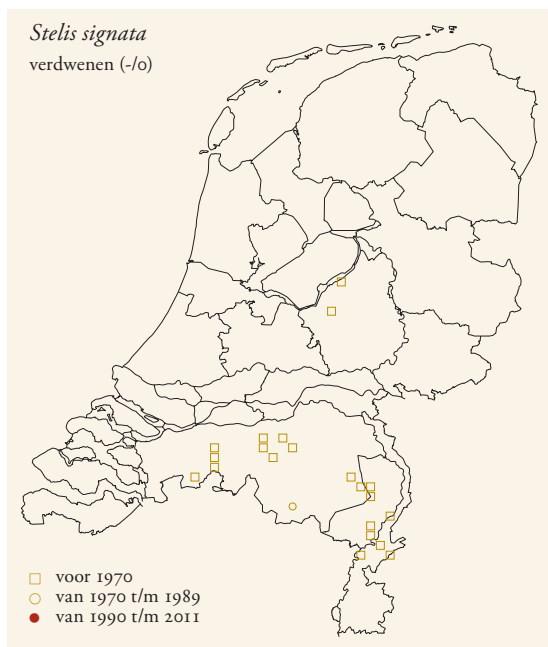 Stelis signata
verdwenen (-/0)
voor 1970
van 1970 t/m 1989
van 1990 t/m 2011